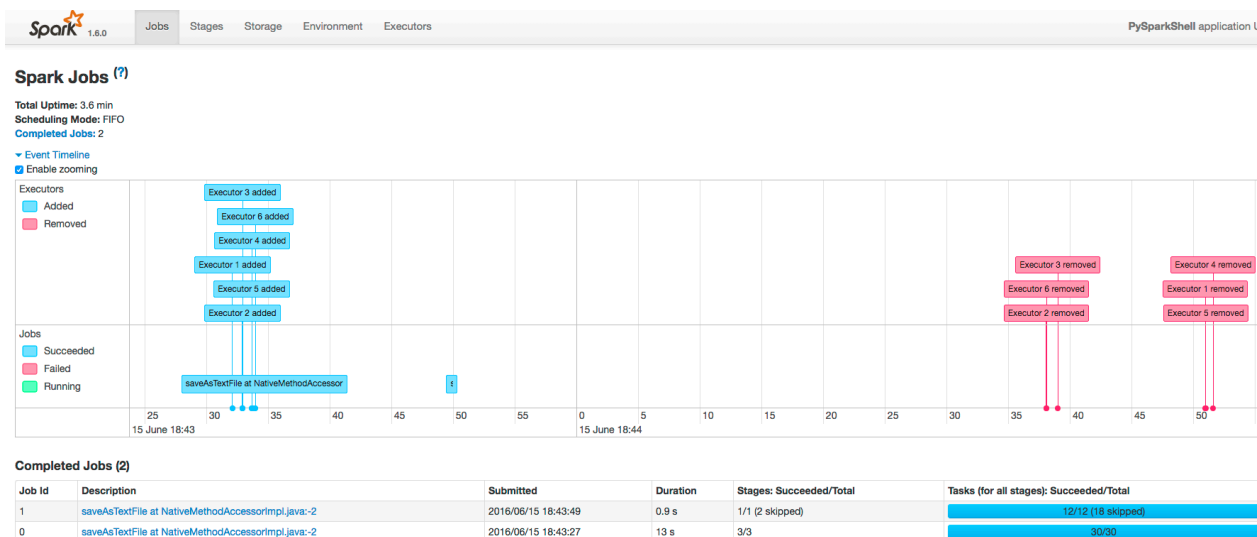 Spark 1.6.0 Jobs Stages Storage Environment Executors PySparkShell application U
Spark Jobs (?)
Total Uptime: 3.6 min
Scheduling Mode: FIFO
Completed Jobs: 2
Event Timeline
Enable zooming
Executors
Added
Removed
Executor 3 added
Executor 6 added
Executor 4 added
Executor 1 added
Executor 5 added
Executor 2 added
Executor 3 removed
Executor 6 removed
Executor 2 removed
Executor 4 removed
Executor 1 removed
Executor 5 removed
Jobs
Succeeded
Failed
Running
saveAsTextFile at NativeMethodAccessor
s
25 30 35 40 45 50 55 0 5 10 15 20 25 30 35 40 45 50
15 June 18:43 15 June 18:44
Completed Jobs (2)
Job Id Description Submitted Duration Stages: Succeeded/Total Tasks (for all stages): Succeeded/Total
1 saveAsTextFile at NativeMethodAccessorImpl.java:-2 2016/06/15 18:43:49 0.9 s 1/1 (2 skipped) 12/12 (18 skipped)
0 saveAsTextFile at NativeMethodAccessorImpl.java:-2 2016/06/15 18:43:27 13 s 3/3 30/30